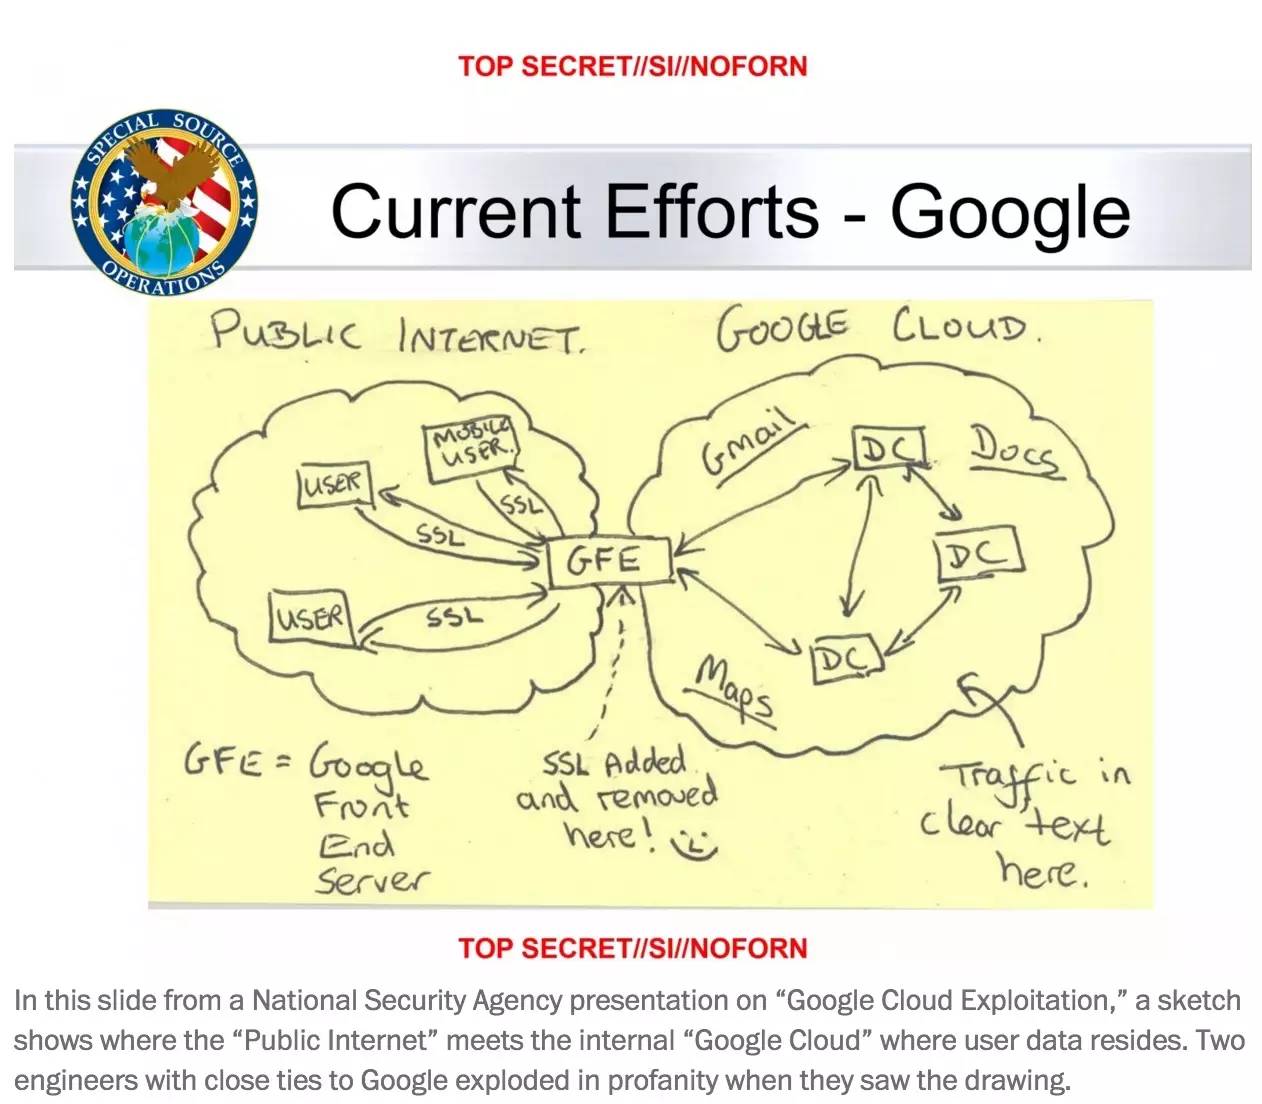 TOP SECRET//SI//NOFORN
SPECIAL SOURCE
OPERATIONS
Current Efforts - Google
PUBLIC INTERNET.
GOOGLE CLOUD.
MOBILE
USER.
USER
SSL
SSL
USER
SSL
GFE
Gmail
DC
Docs
DC
DC
Maps
GFE = Google
Front
End
Server
SSL Added
and removed
here!
Traffic in
clear text
here.
TOP SECRET//SI//NOFORN
In this slide from a National Security Agency presentation on “Google Cloud Exploitation,” a sketch
shows where the “Public Internet” meets the internal “Google Cloud” where user data resides. Two
engineers with close ties to Google exploded in profanity when they saw the drawing.